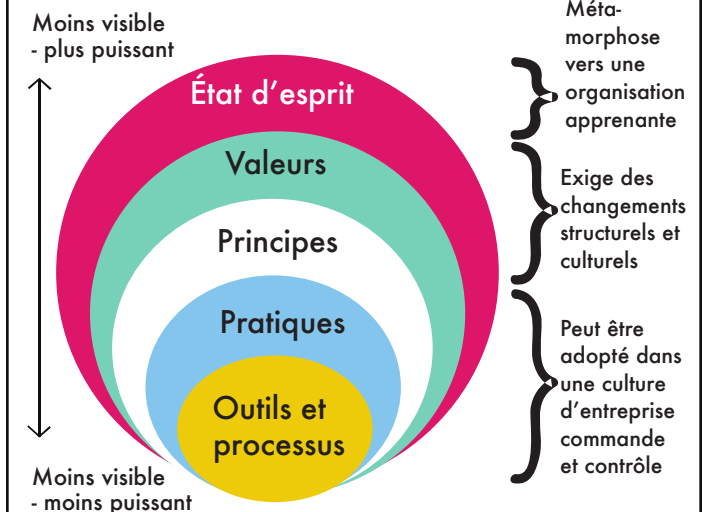 Moins visible
- plus puissant
État d'esprit
Valeurs
Principes
Pratiques
Outils et
processus
Moins visible
- moins puissant
Méta-
morphose
vers une
organisation
apprenante
Exige des
changements
structurels et
culturels
Peut être
adopté dans
une culture
d'entreprise
commande
et contrôle